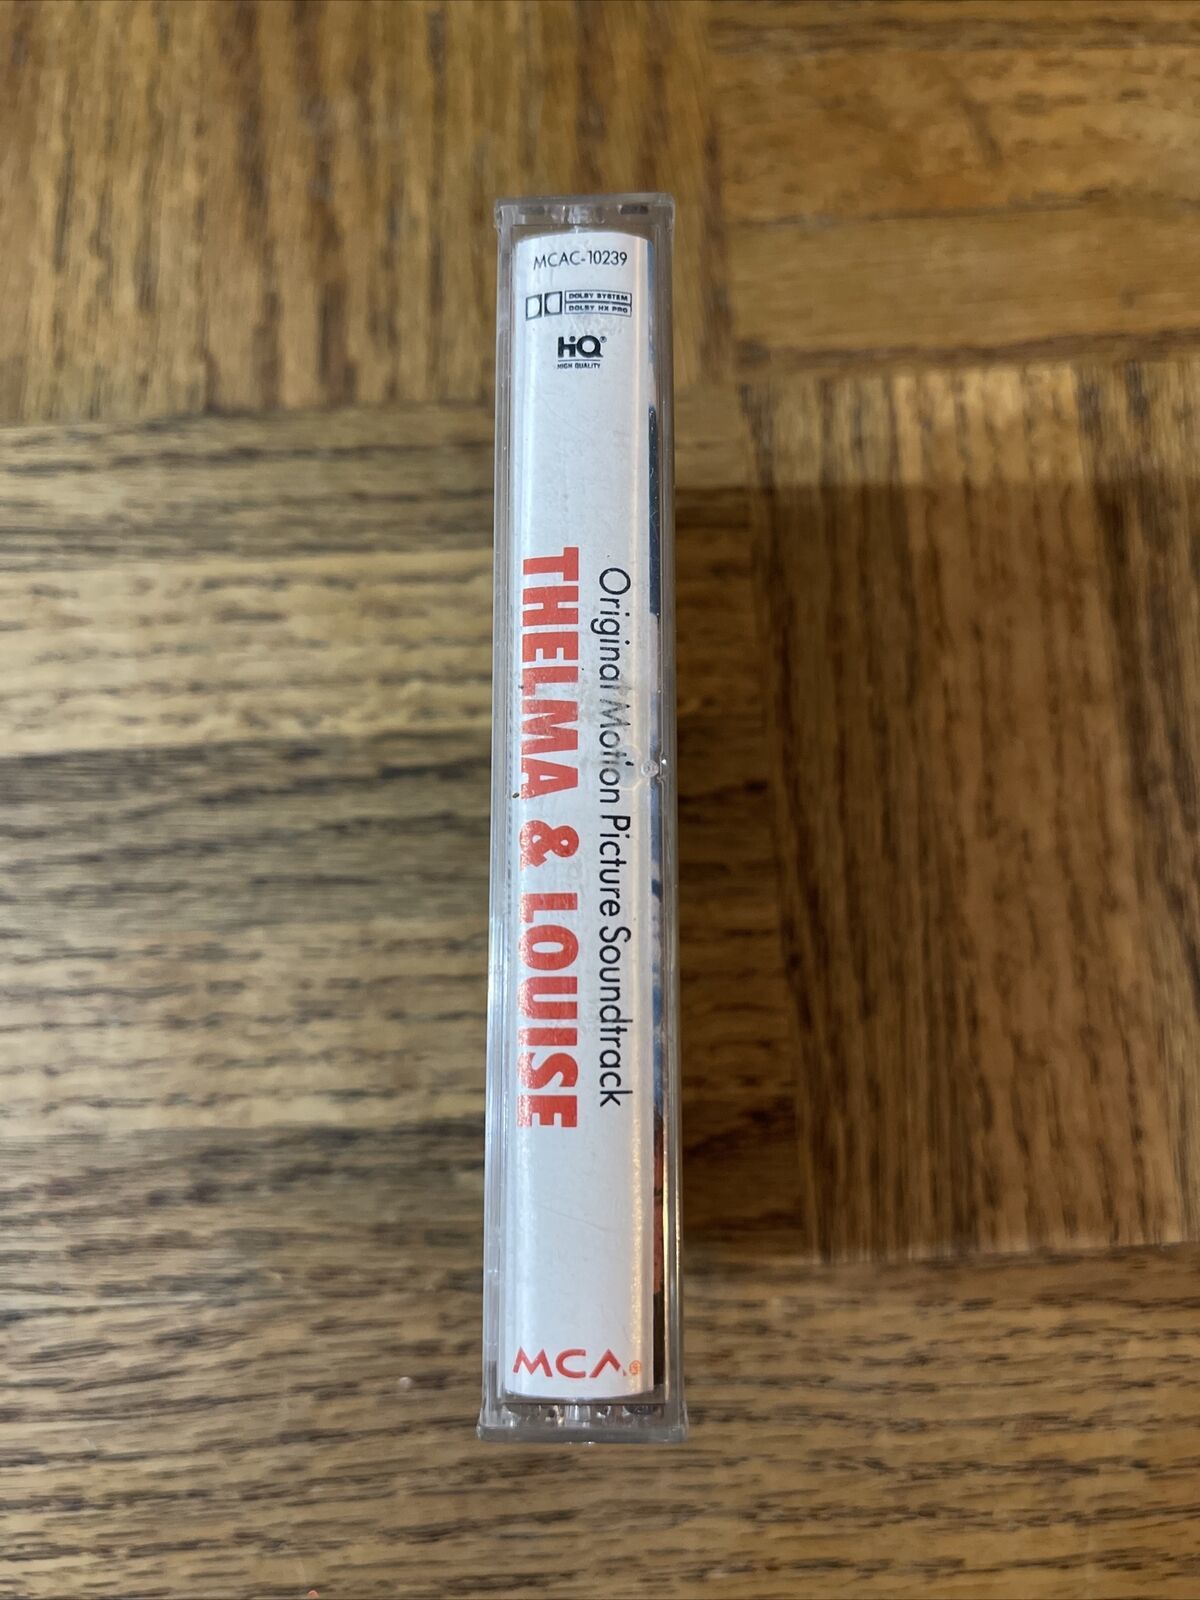 MCAC-10239
DOLBY SYSTEM
DOLBY HX PRO
HQ®
HIGH QUALITY
Original Motion Picture Soundtrack
THELMA & LOUISE
MCA®